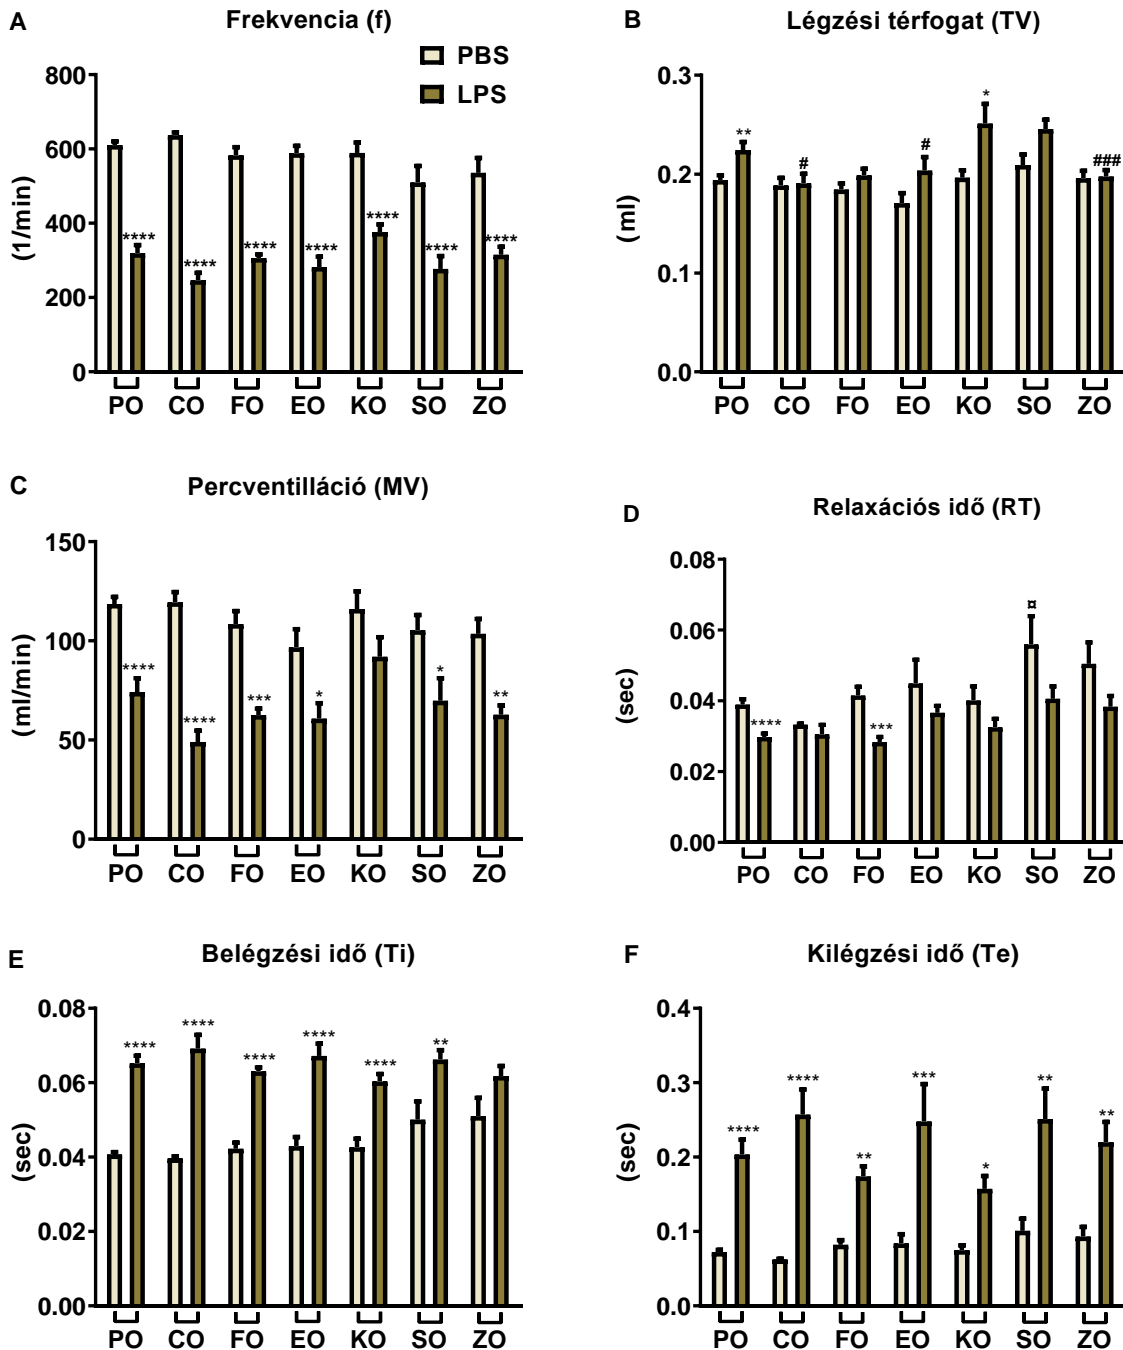 A
Frekvencia (f)
PBS
LPS
800
600
400
200
0
(1/min)
****
****
****
****
****
****
****
PO CO FO EO KO SO ZO
B
Légzési térfogat (TV)
0.3
0.2
0.1
0.0
(ml)
**
#
#
*
###
PO CO FO EO KO SO ZO
C
Percventilláció (MV)
150
100
50
0
(ml/min)
****
****
***
*
*
**
PO CO FO EO KO SO ZO
D
Relaxációs idő (RT)
0.08
0.06
0.04
0.02
0.00
(sec)
****
***
¤
PO CO FO EO KO SO ZO
E
Belégzési idő (Ti)
0.08
0.06
0.04
0.02
0.00
(sec)
****
****
****
****
****
**
PO CO FO EO KO SO ZO
F
Kilégzési idő (Te)
0.4
0.3
0.2
0.1
0.0
(sec)
****
****
**
***
*
**
**
PO CO FO EO KO SO ZO